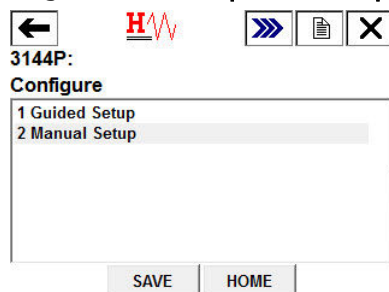 H
3144P:
Configure
1 Guided Setup
2 Manual Setup
SAVE HOME